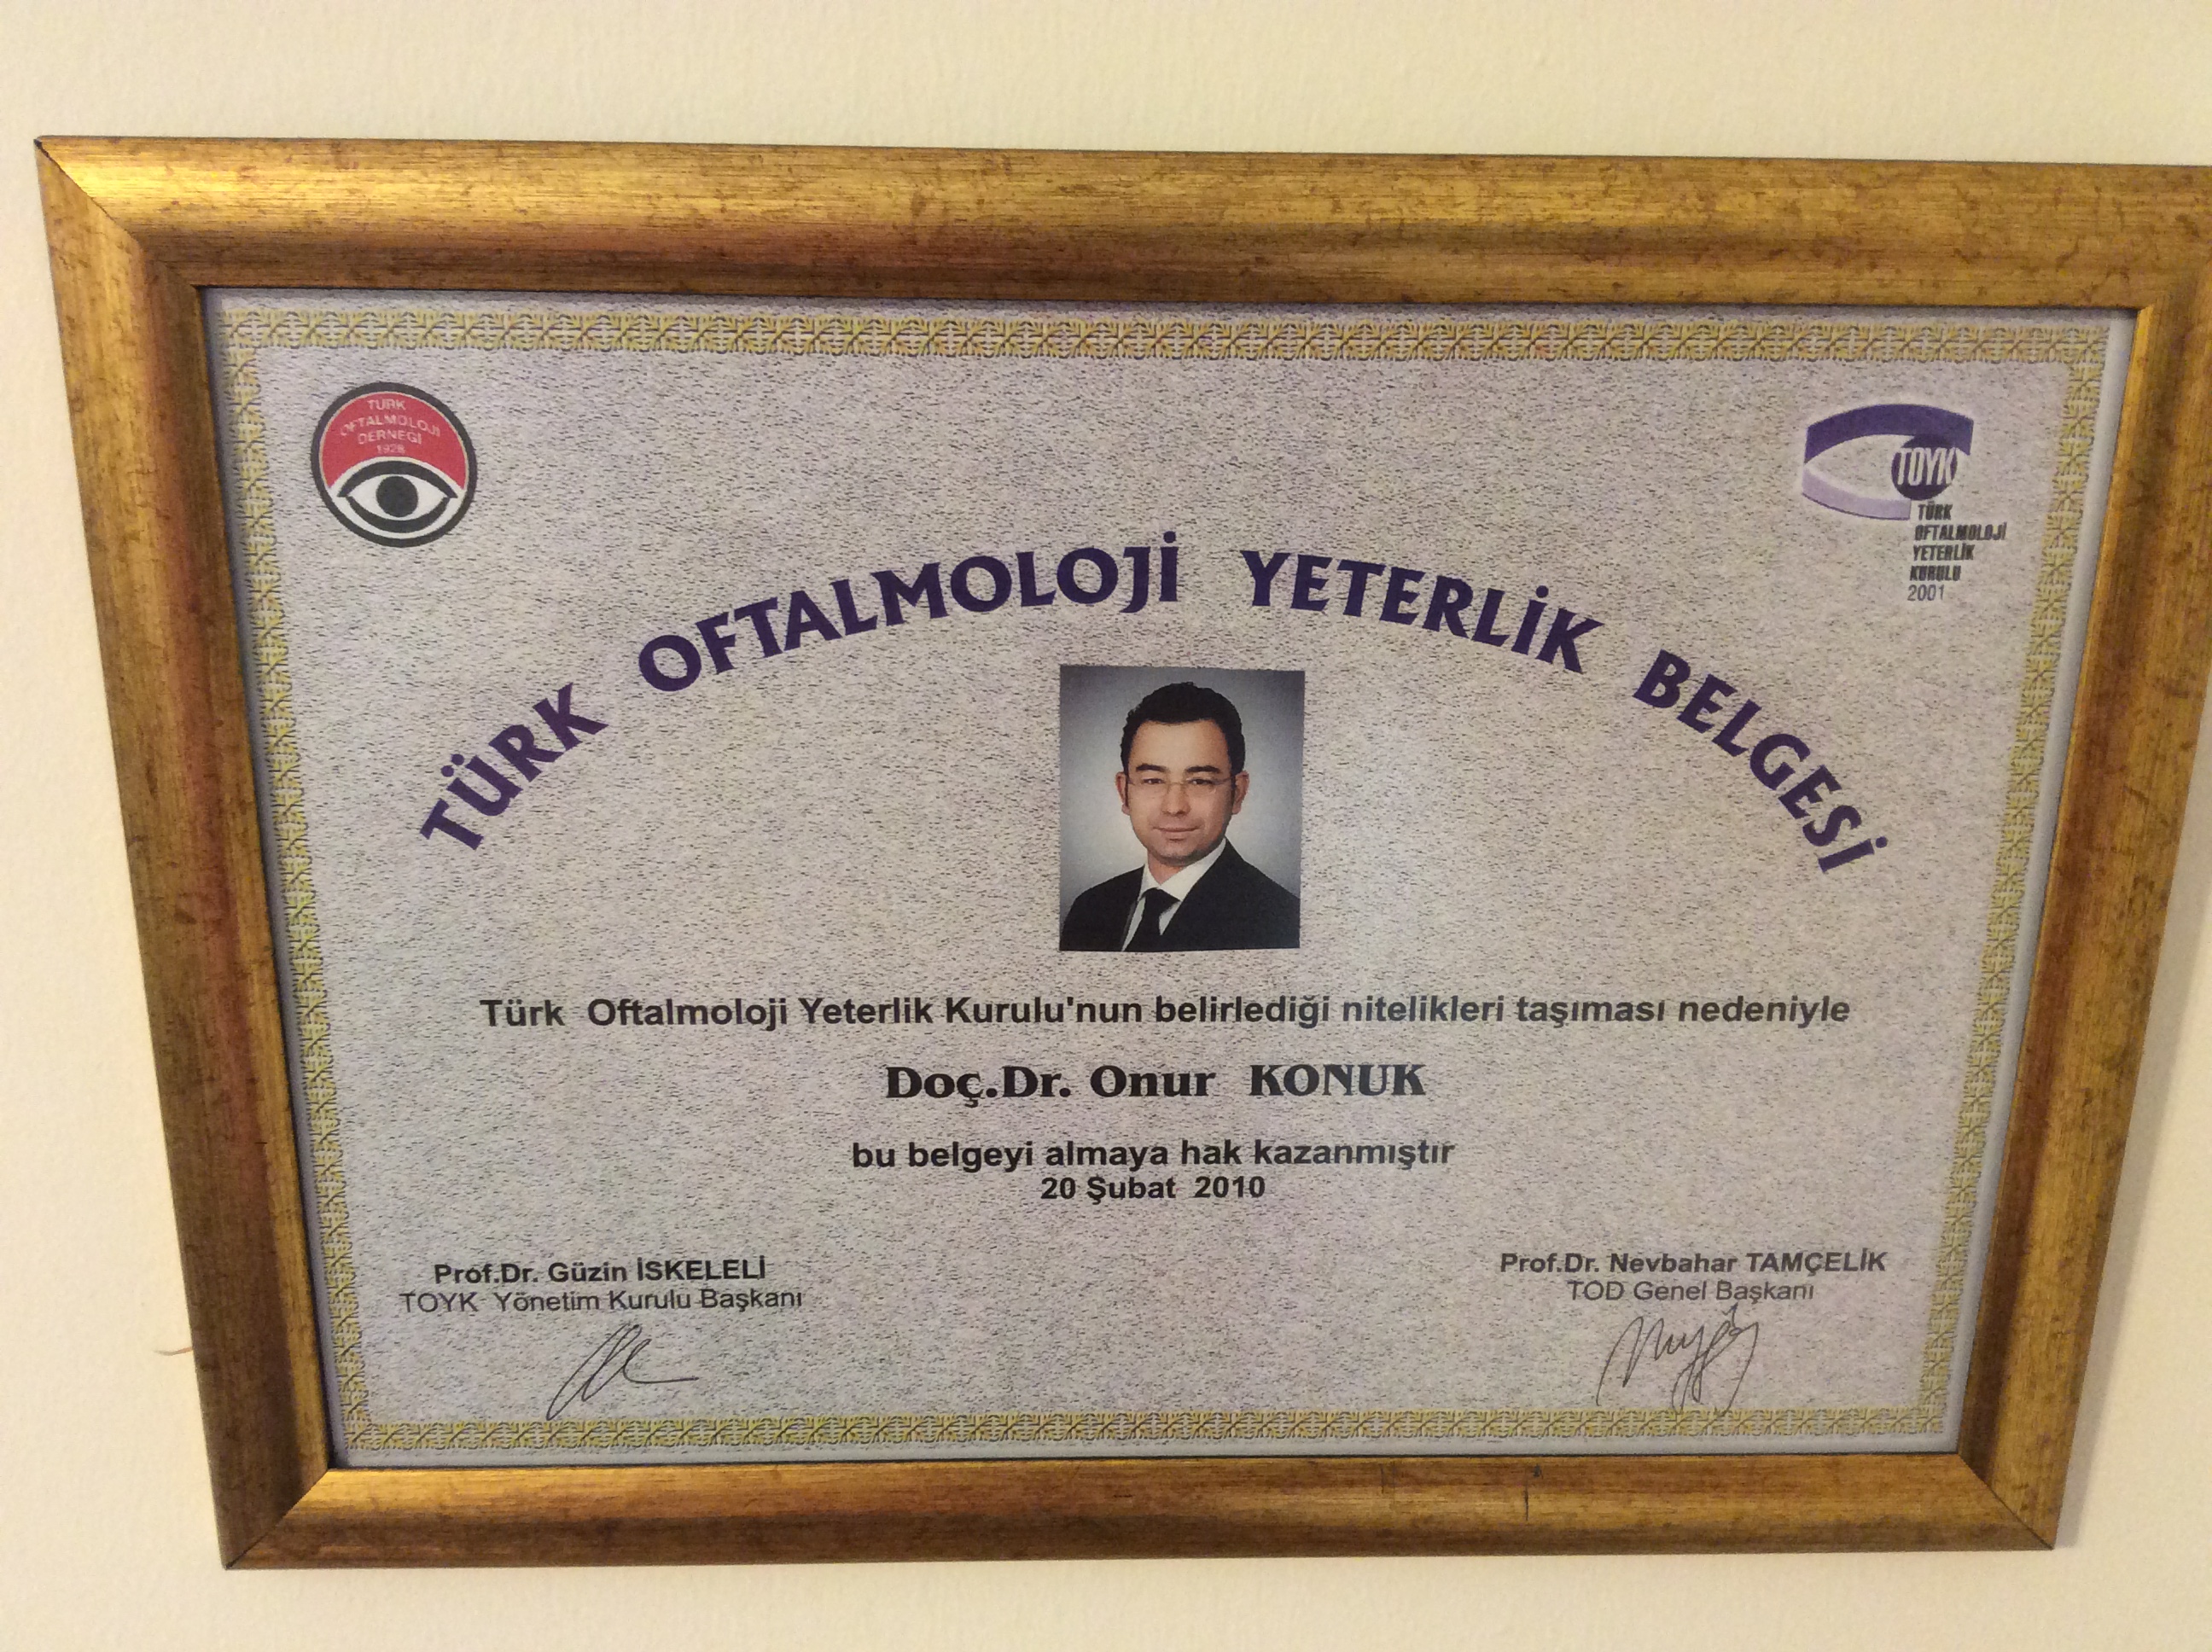 TÜRK
OFTALMOLOJİ
DERNEĞİ
1928
TOYK
TÜRK
OFTALMOLOJİ
YETERLİK
KURULU
2001
TÜRK OFTALMOLOJİ YETERLİK BELGESİ
Türk Oftalmoloji Yeterlik Kurulu'nun belirlediği nitelikleri taşıması nedeniyle
Doç.Dr. Onur KONUK
bu belgeyi almaya hak kazanmıştır
20 Şubat 2010
Prof.Dr. Güzin İSKELELİ
TOYK Yönetim Kurulu Başkanı
Prof.Dr. Nevbahar TAMÇELİK
TOD Genel Başkanı